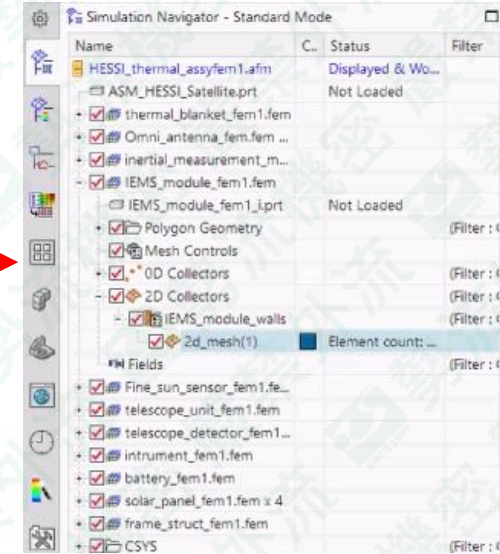 Simulation Navigator - Standard Mode
Name C.. Status Filter
HESSI_thermal_assyfem1.afm Displayed & Wo...
ASM_HESSI_Satellite.prt Not Loaded
thermal_blanket_fem1.fem
Omni_antenna_fem.fem ...
inertial_measurement_m...
IEMS_module_fem1.fem
IEMS_module_fem1_i.prt Not Loaded
Polygon Geometry (Filter :
Mesh Controls
0D Collectors (Filter :
2D Collectors (Filter :
IEMS_module_walls (Filter :
2d_mesh(1) Element count: ...
Fields (Filter :
Fine_sun_sensor_fem1.fe...
telescope_unit_fem1.fem
telescope_detector_fem1...
intrument_fem1.fem
battery_fem1.fem
solar_panel_fem1.fem x 4
frame_struct_fem1.fem
CSYS (Filter :